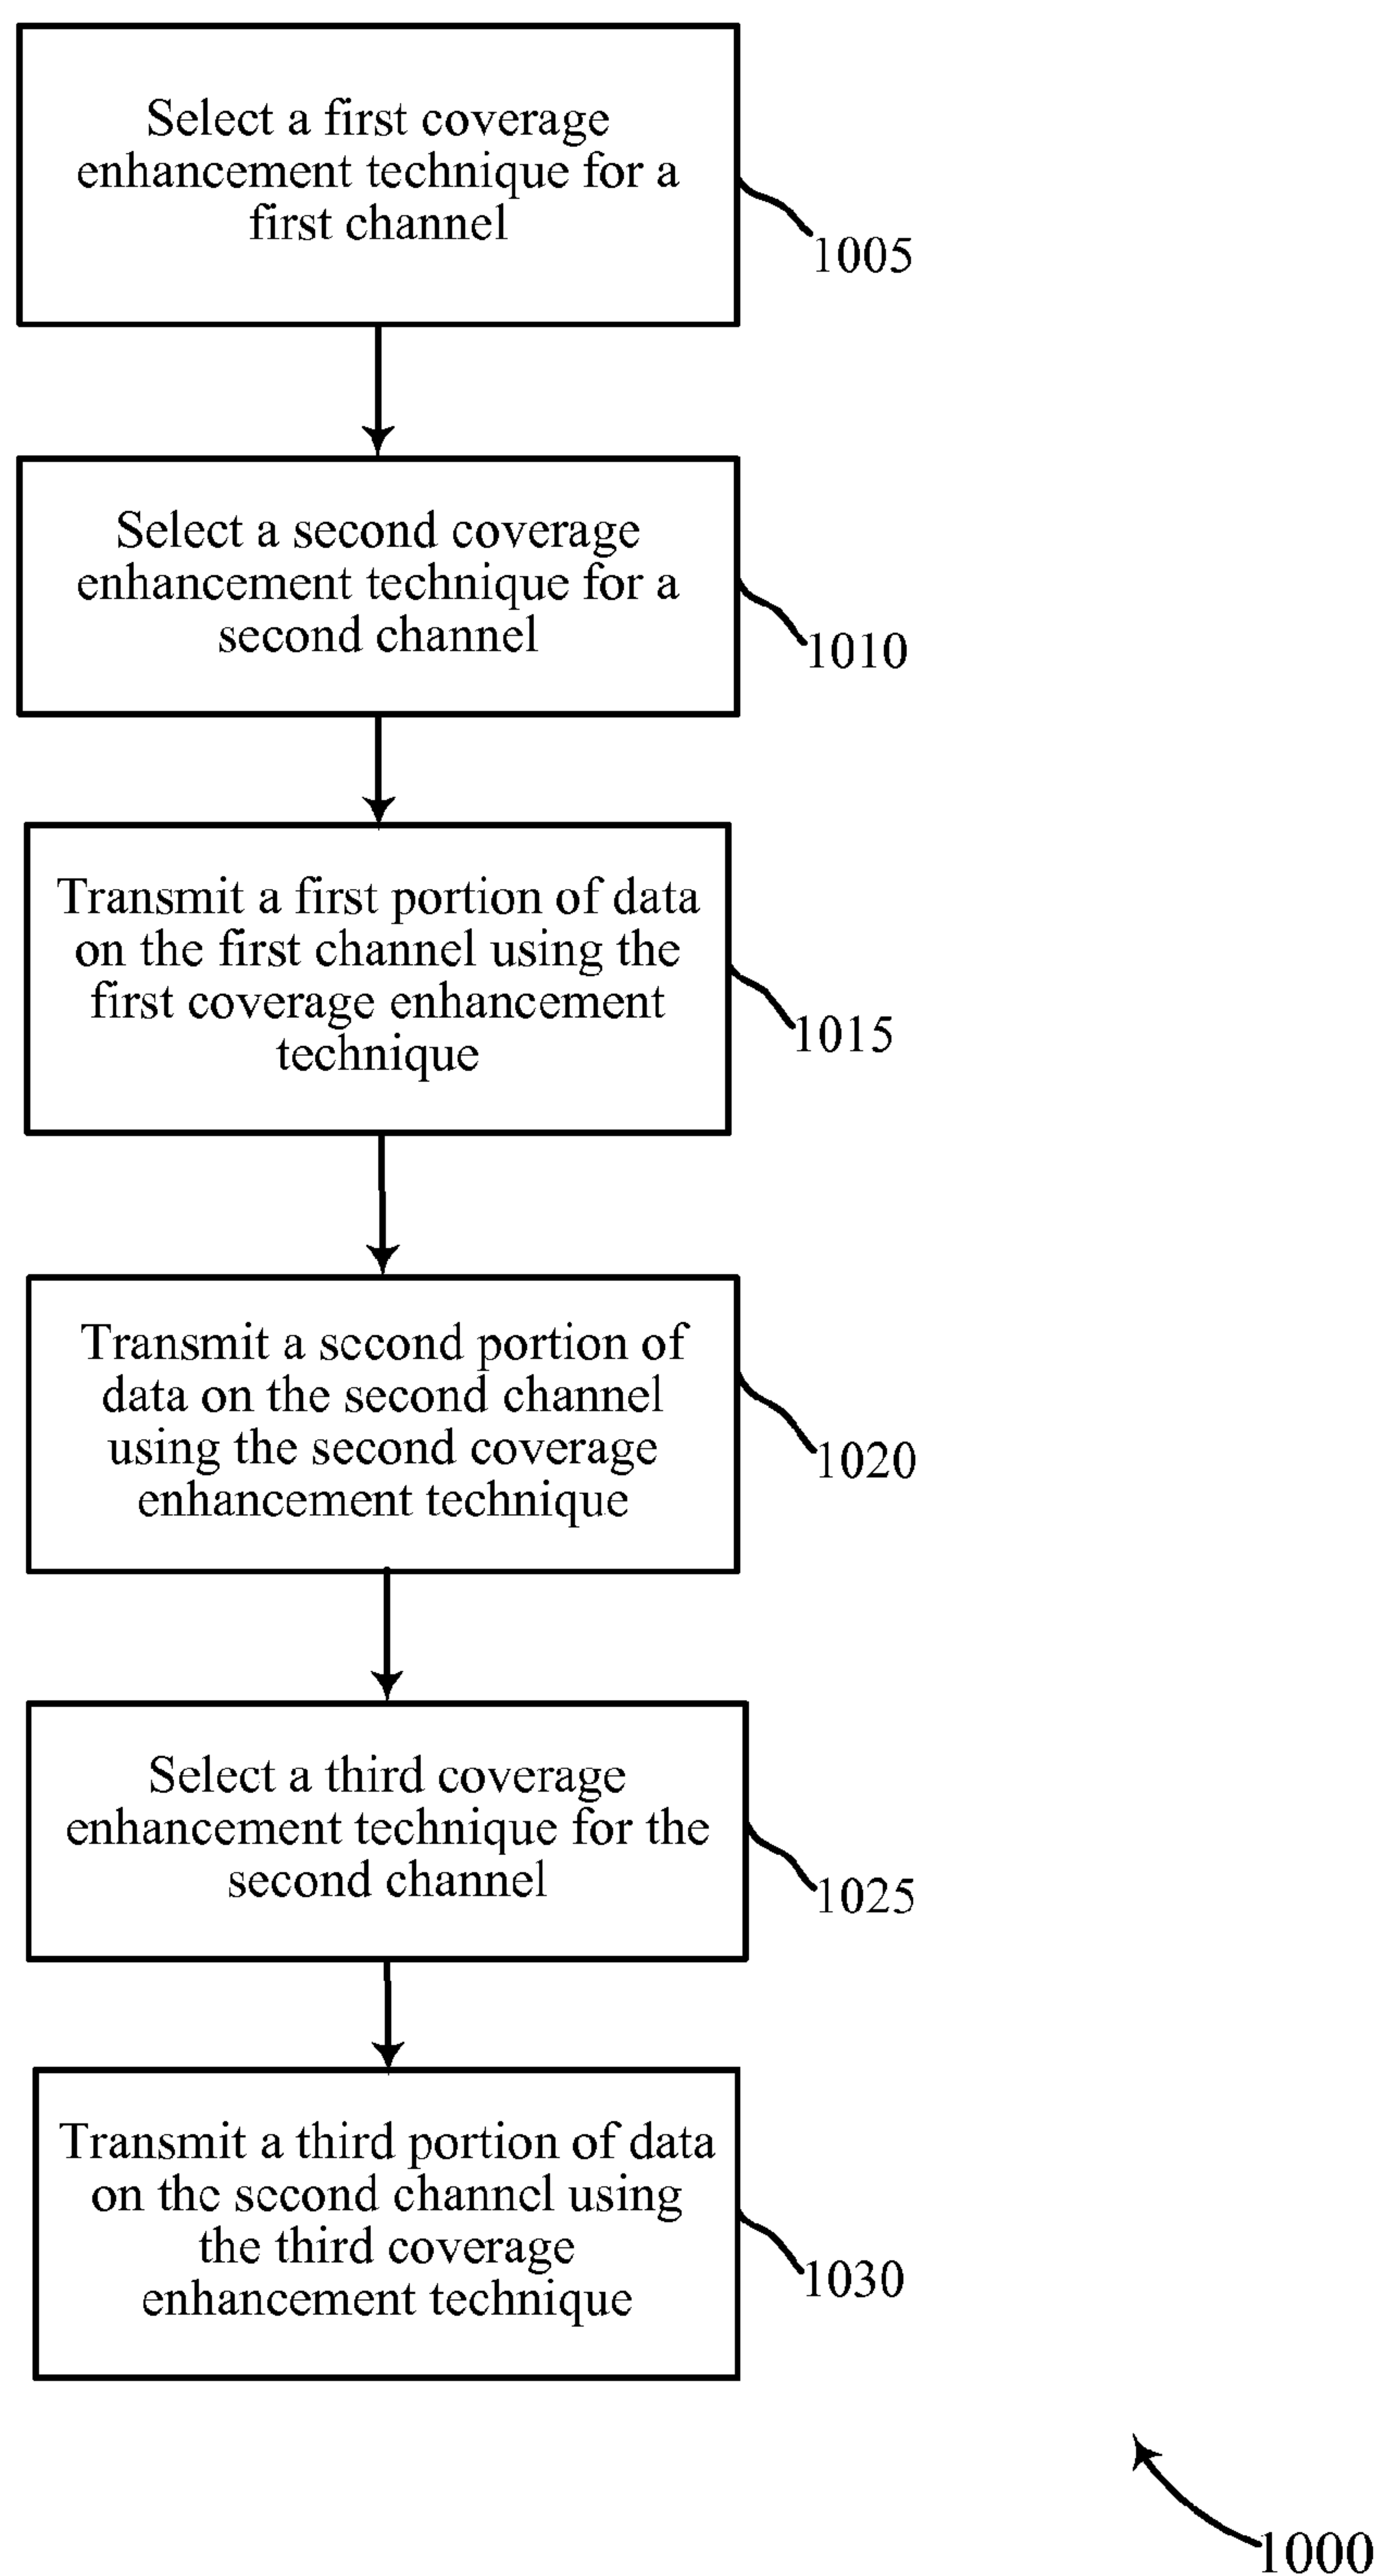 Select a first coverage
enhancement technique for a
first channel
1005
Select a second coverage
enhancement technique for a
second channel
1010
Transmit a first portion of data
on the first channel using the
first coverage enhancement
technique
1015
Transmit a second portion of
data on the second channel
using the second coverage
enhancement technique
1020
Select a third coverage
enhancement technique for the
second channel
1025
Transmit a third portion of data
on the second channel using
the third coverage
enhancement technique
1030
1000